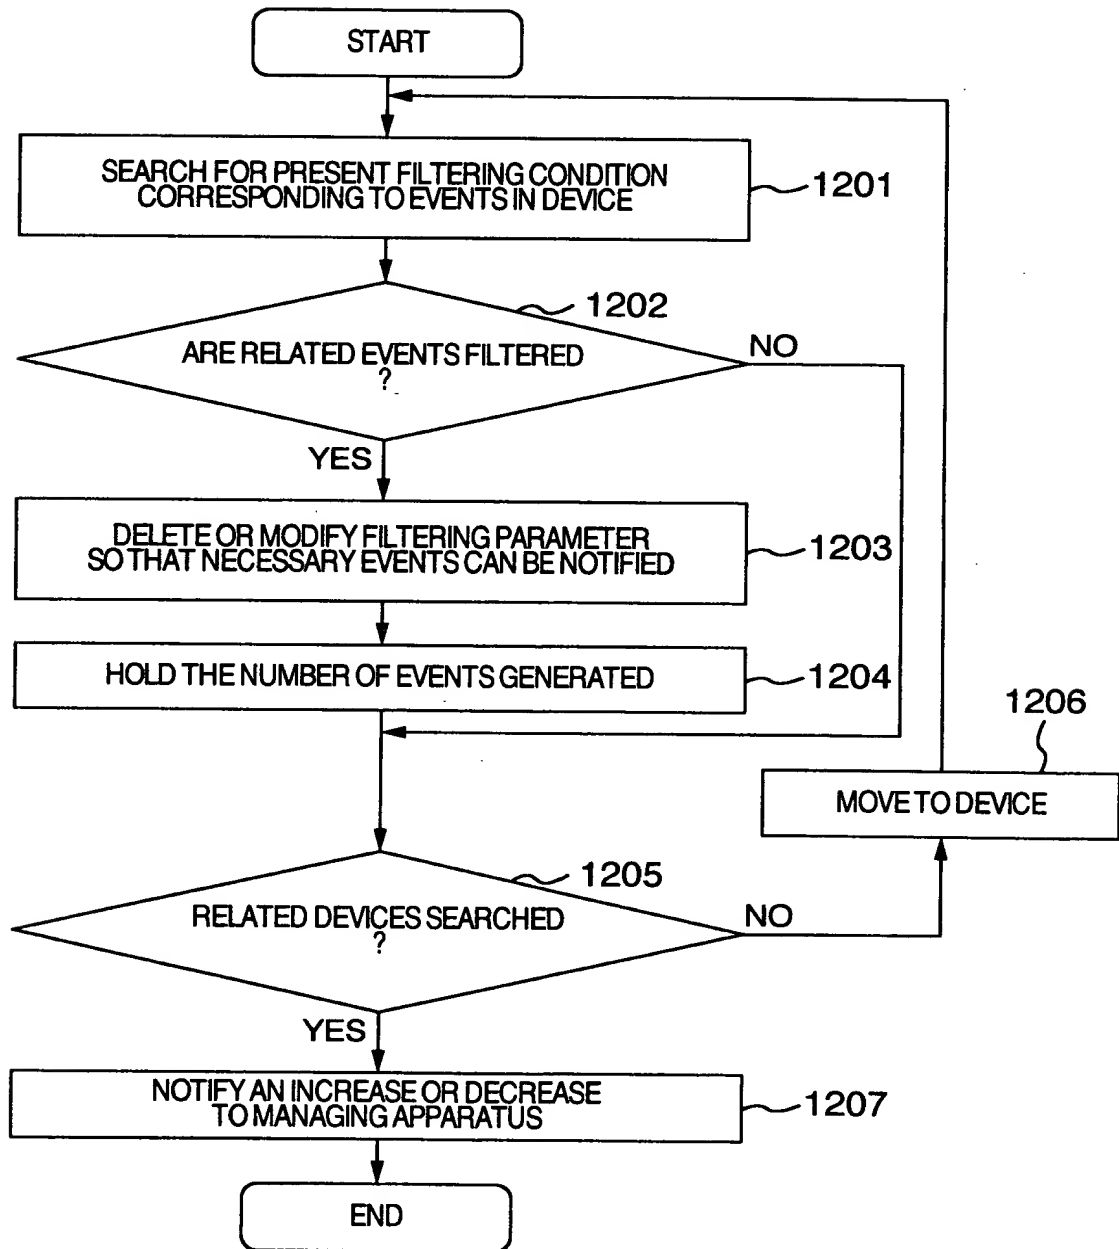 START
SEARCH FOR PRESENT FILTERING CONDITION
CORRESPONDING TO EVENTS IN DEVICE
1201
1202
ARE RELATED EVENTS FILTERED
?
NO
YES
DELETE OR MODIFY FILTERING PARAMETER
SO THAT NECESSARY EVENTS CAN BE NOTIFIED
1203
HOLD THE NUMBER OF EVENTS GENERATED
1204
1206
MOVE TO DEVICE
1205
RELATED DEVICES SEARCHED
?
NO
YES
NOTIFY AN INCREASE OR DECREASE
TO MANAGING APPARATUS
1207
END